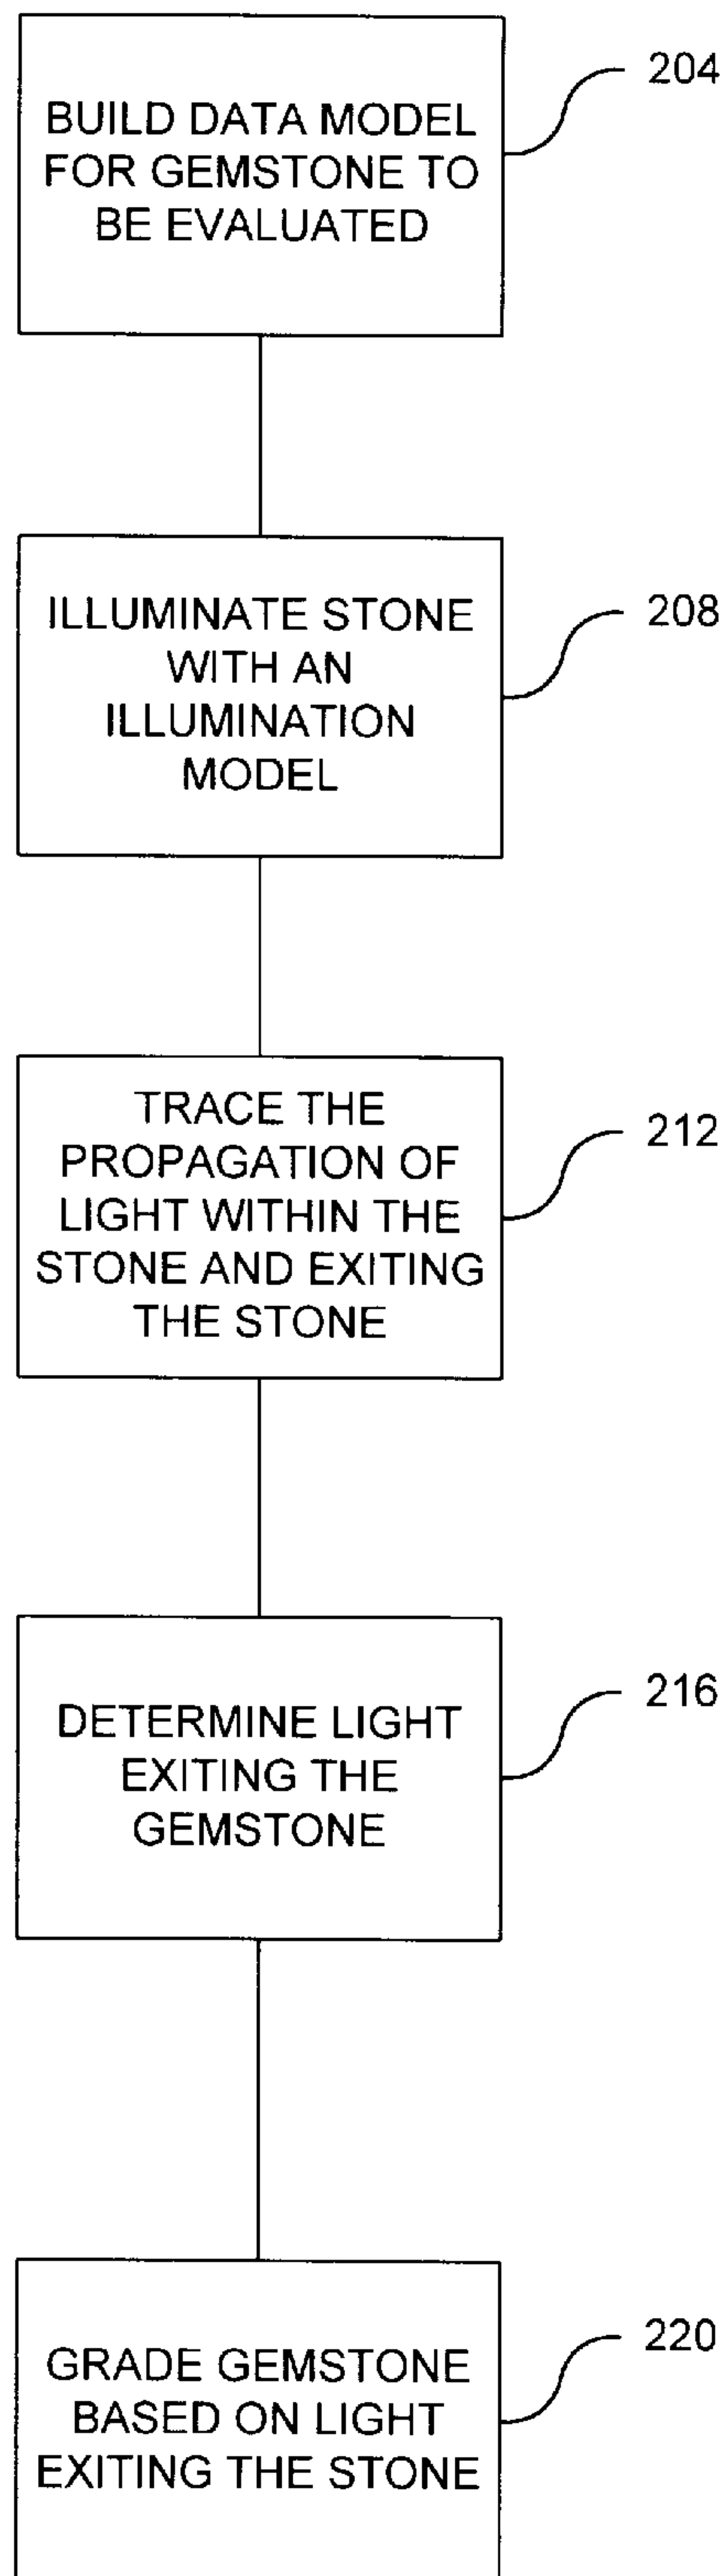 204
BUILD DATA MODEL
FOR GEMSTONE TO
BE EVALUATED
208
ILLUMINATE STONE
WITH AN
ILLUMINATION
MODEL
212
TRACE THE
PROPAGATION OF
LIGHT WITHIN THE
STONE AND EXITING
THE STONE
216
DETERMINE LIGHT
EXITING THE
GEMSTONE
220
GRADE GEMSTONE
BASED ON LIGHT
EXITING THE STONE